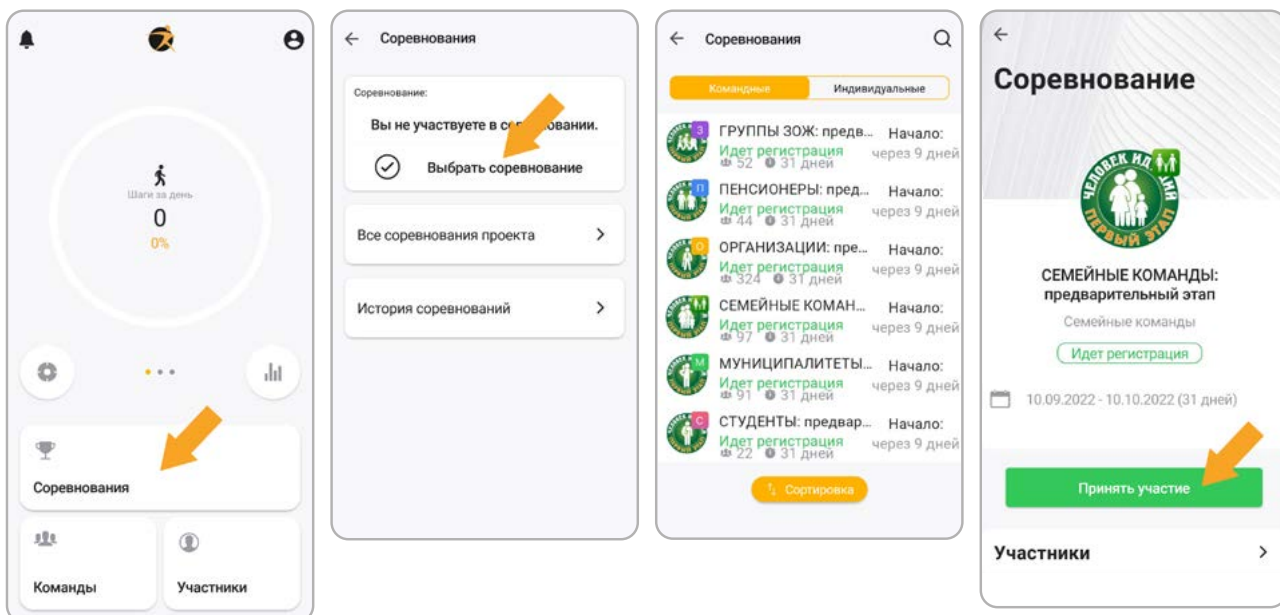 Шаги за день
0
0%
Соревнования
Команды
Участники
Соревнования
Соревнование:
Вы не участвуете в с
овании.
Выбрать соревнование
Все соревнования проекта
История соревнований
Соревнования
Командные
Индивидуальные
З
ГРУППЫ ЗОЖ: предв...
Начало:
Идет регистрация
через 9 дней
52
31 дней
П
ПЕНСИОНЕРЫ: пред...
Начало:
Идет регистрация
через 9 дней
44
31 дней
О
ОРГАНИЗАЦИИ: пре...
Начало:
Идет регистрация
через 9 дней
324
31 дней
СЕМЕЙНЫЕ КОМАН...
Начало:
Идет регистрация
через 9 дней
97
31 дней
М
МУНИЦИПАЛИТЕТЫ...
Начало:
Идет регистрация
через 9 дней
91
31 дней
С
СТУДЕНТЫ: предвар...
Начало:
Идет регистрация
через 9 дней
22
31 дней
Сортировка
Соревнование
ЧЕЛОВЕК
ПЕРВЫЙ ЭТАП
СЕМЕЙНЫЕ КОМАНДЫ:
предварительный этап
Семейные команды
Идет регистрация
10.09.2022 - 10.10.2022 (31 дней)
Принять участие
Участники